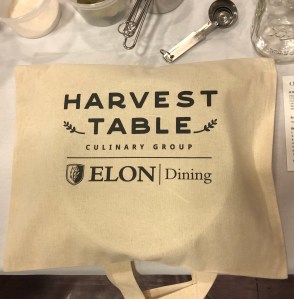 HARVEST
TABLE
CULINARY GROUP
ELON | Dining